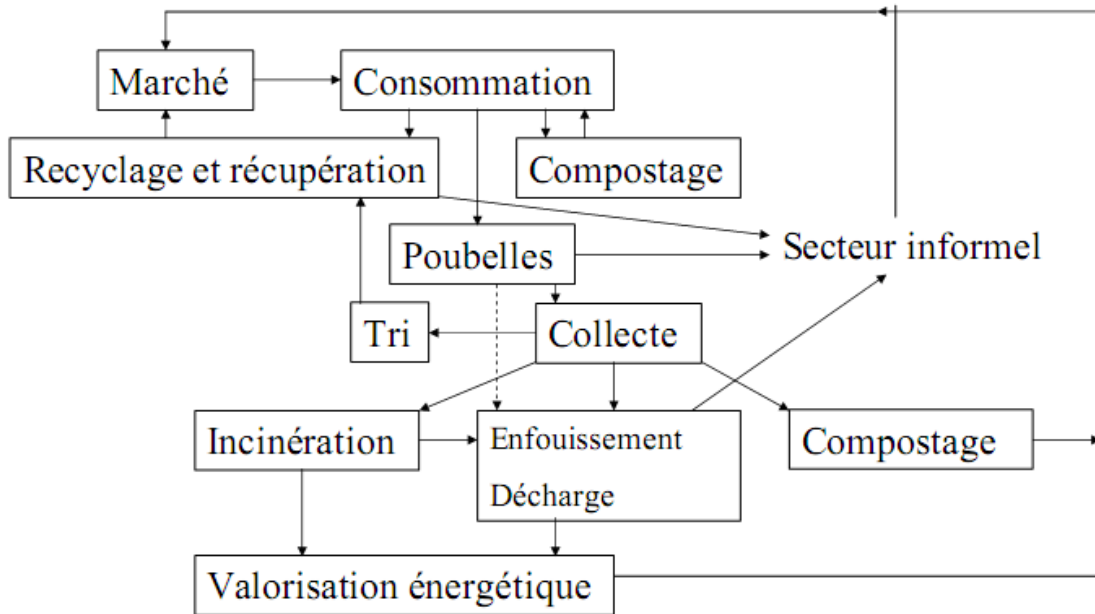 Marché
Consommation
Recyclage et récupération
Compostage
Poubelles
Secteur informel
Tri
Collecte
Incinération
Enfouissement
Décharge
Compostage
Valorisation énergétique